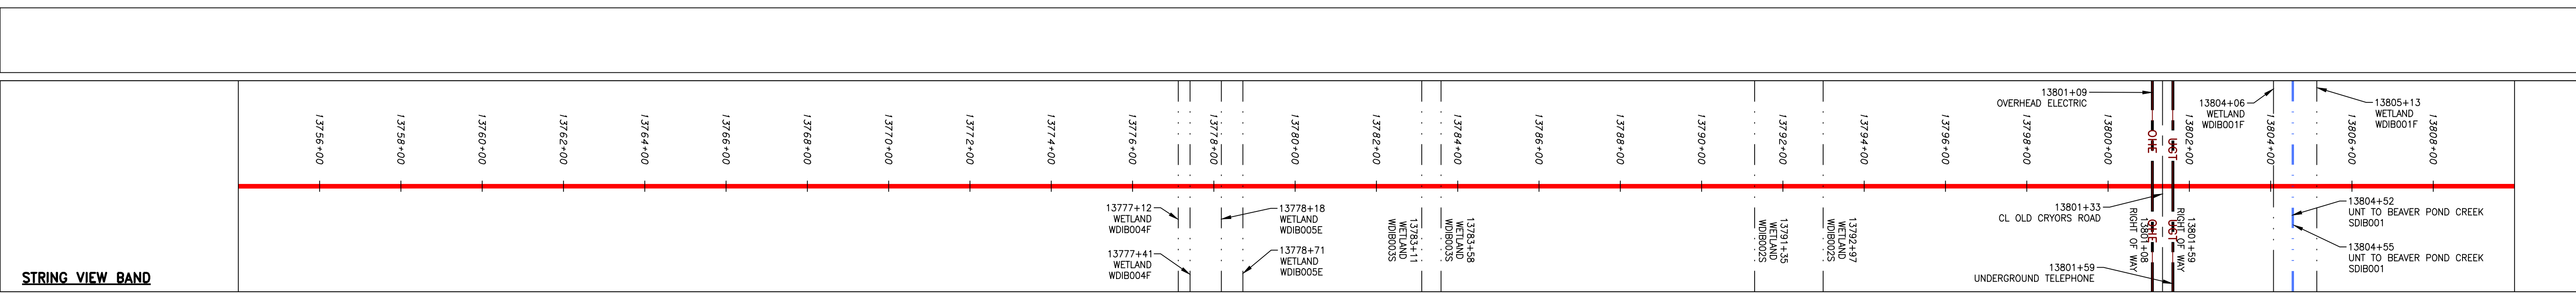 13756+00
13758+00
13760+00
13762+00
13764+00
13766+00
13768+00
13770+00
13772+00
13774+00
13776+00
13778+00
13780+00
13782+00
13784+00
13786+00
13788+00
13790+00
13792+00
13794+00
13796+00
13798+00
13800+00
13802+00
13804+00
13806+00
13808+00
13777+12
WETLAND
WDIB004F
13777+41
WETLAND
WDIB004F
13778+18
WETLAND
WDIB005E
13778+71
WETLAND
WDIB005E
13783+11
WETLAND
WDIB003S
13783+58
WETLAND
WDIB003S
13791+35
WETLAND
WDIB002S
13792+97
WETLAND
WDIB002S
13801+09
OVERHEAD ELECTRIC
OHE
UGT
OHE
UGT
13801+33
CL OLD CRYORS ROAD
13801+08
RIGHT OF WAY
13801+59
RIGHT OF WAY
13801+59
UNDERGROUND TELEPHONE
13804+06
WETLAND
WDIB001F
13805+13
WETLAND
WDIB001F
13804+52
UNT TO BEAVER POND CREEK
SDIB001
13804+55
UNT TO BEAVER POND CREEK
SDIB001
STRING VIEW BAND